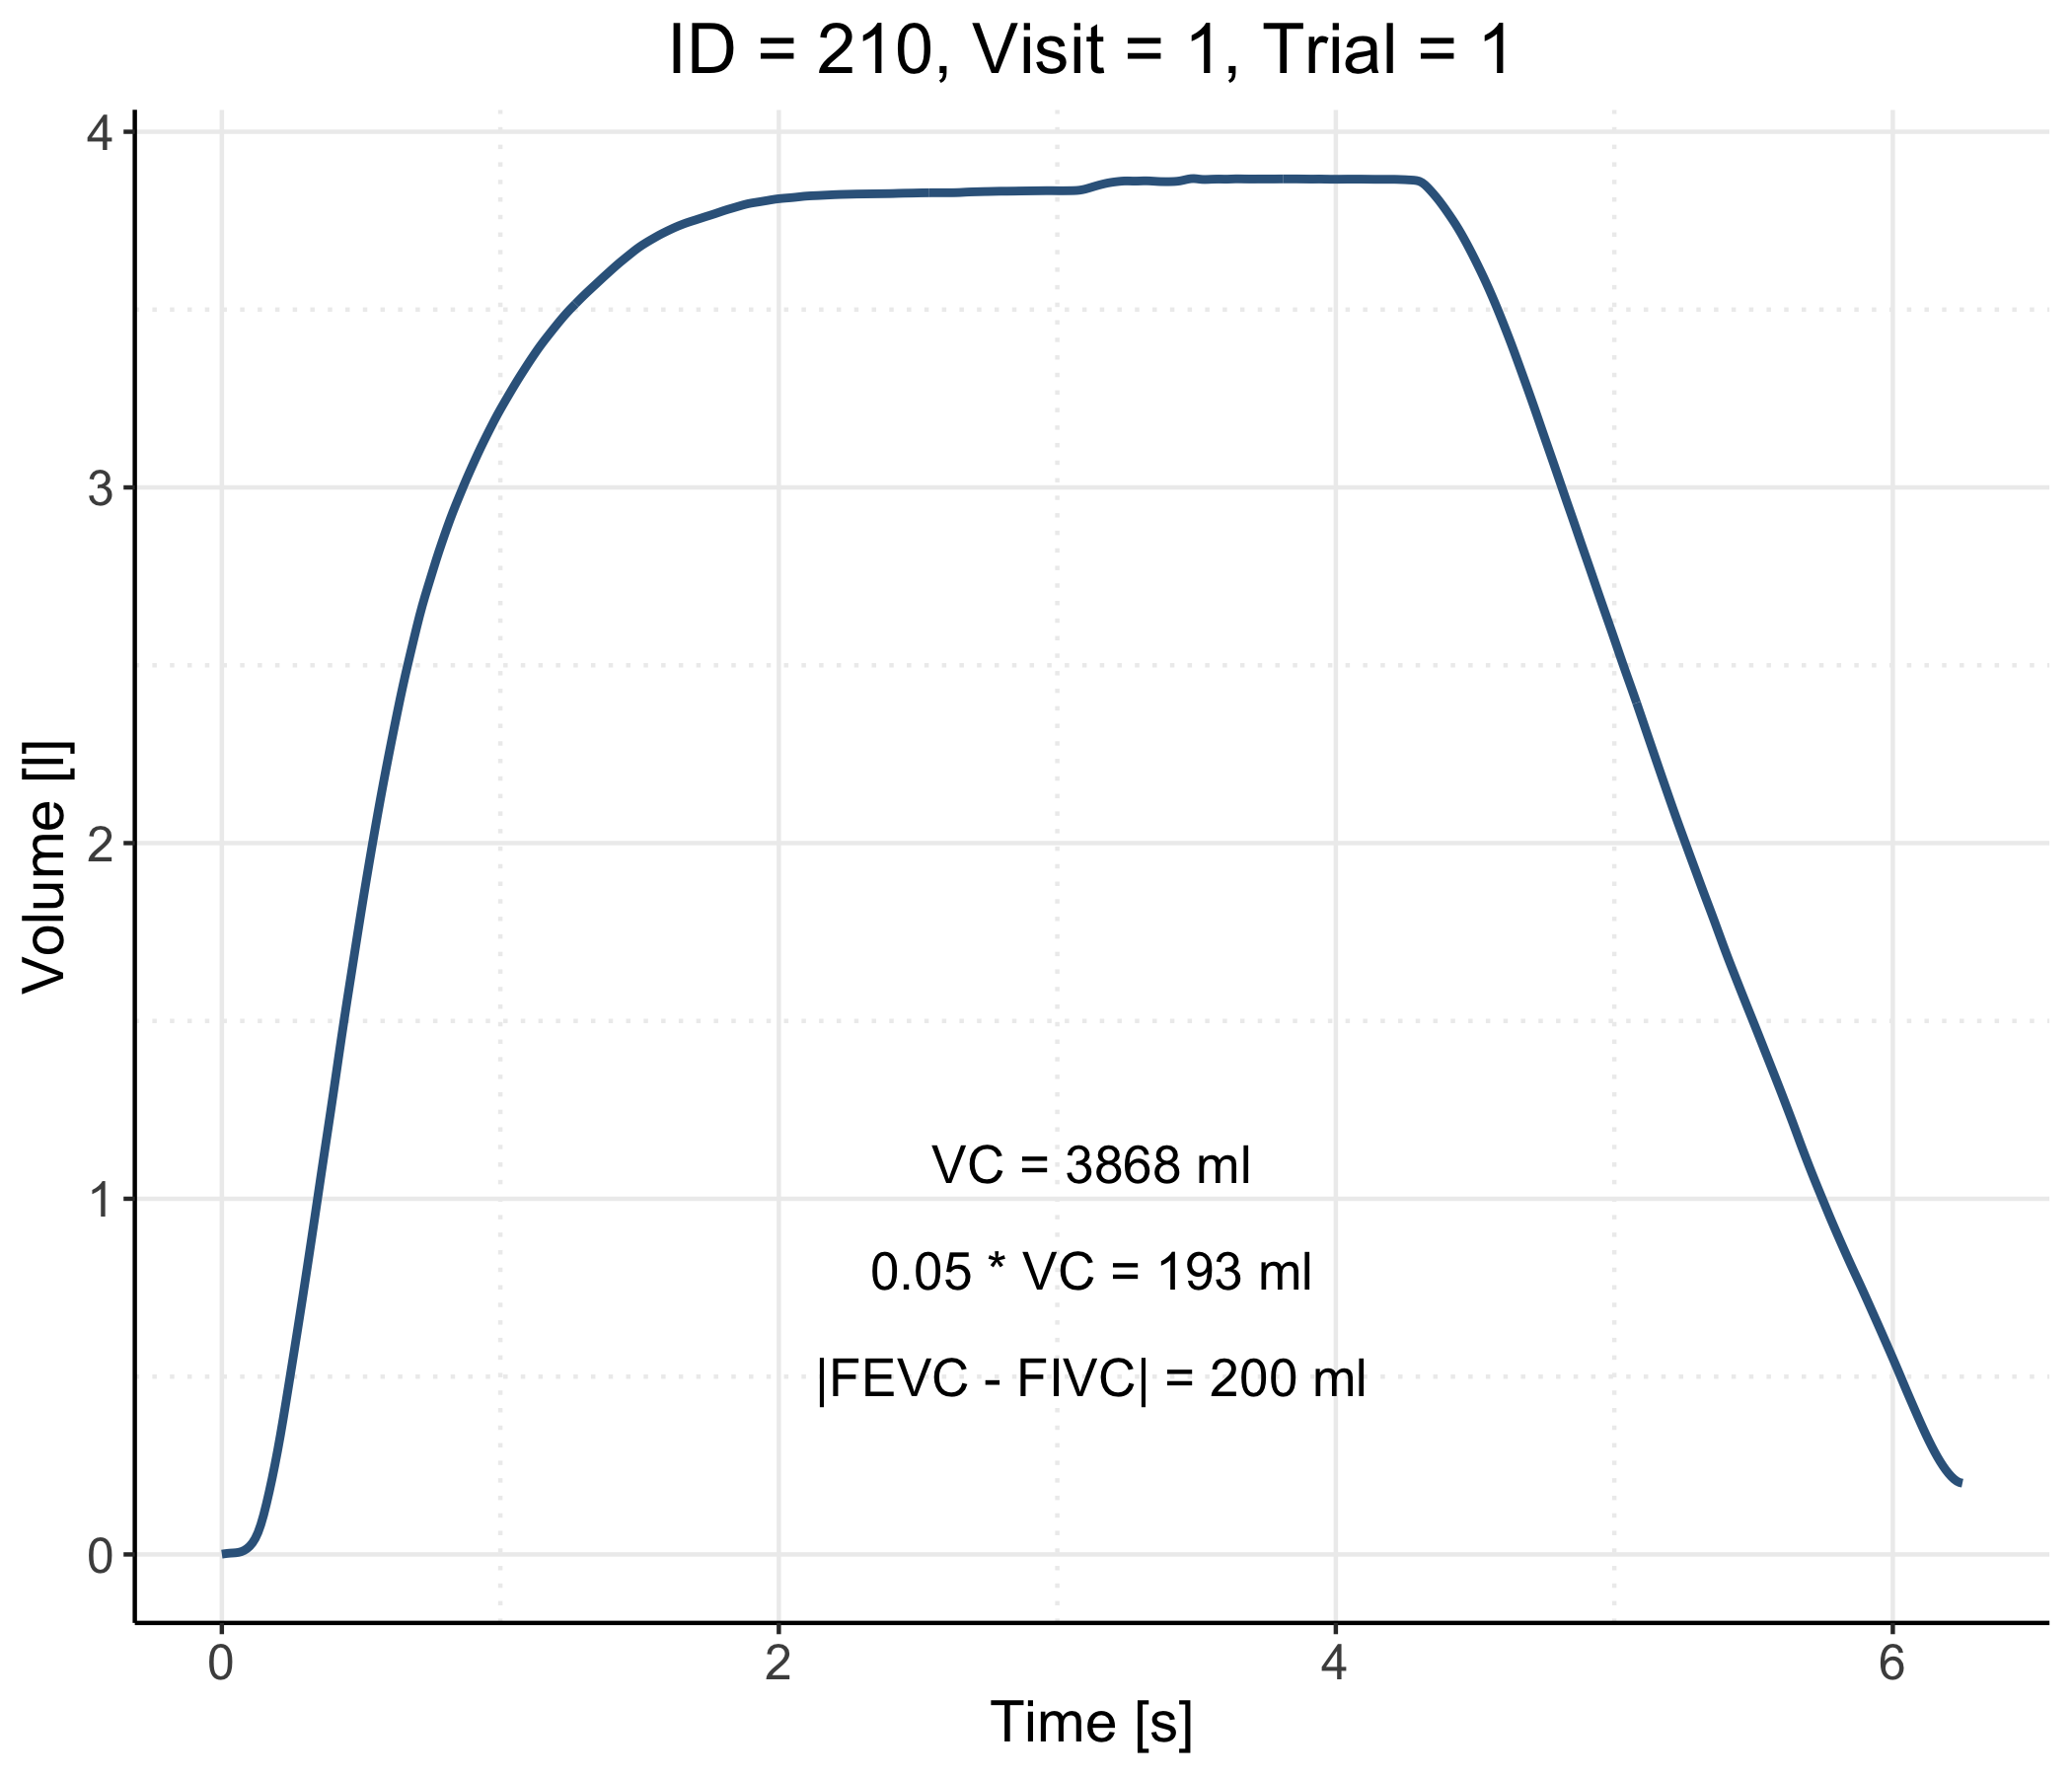 ID = 210, Visit = 1, Trial = 1
4
3
2
1
0
Volume [l]
VC = 3868 ml
0.05 * VC = 193 ml
|FEVC - FIVC| = 200 ml
0 2 4 6
Time [s]